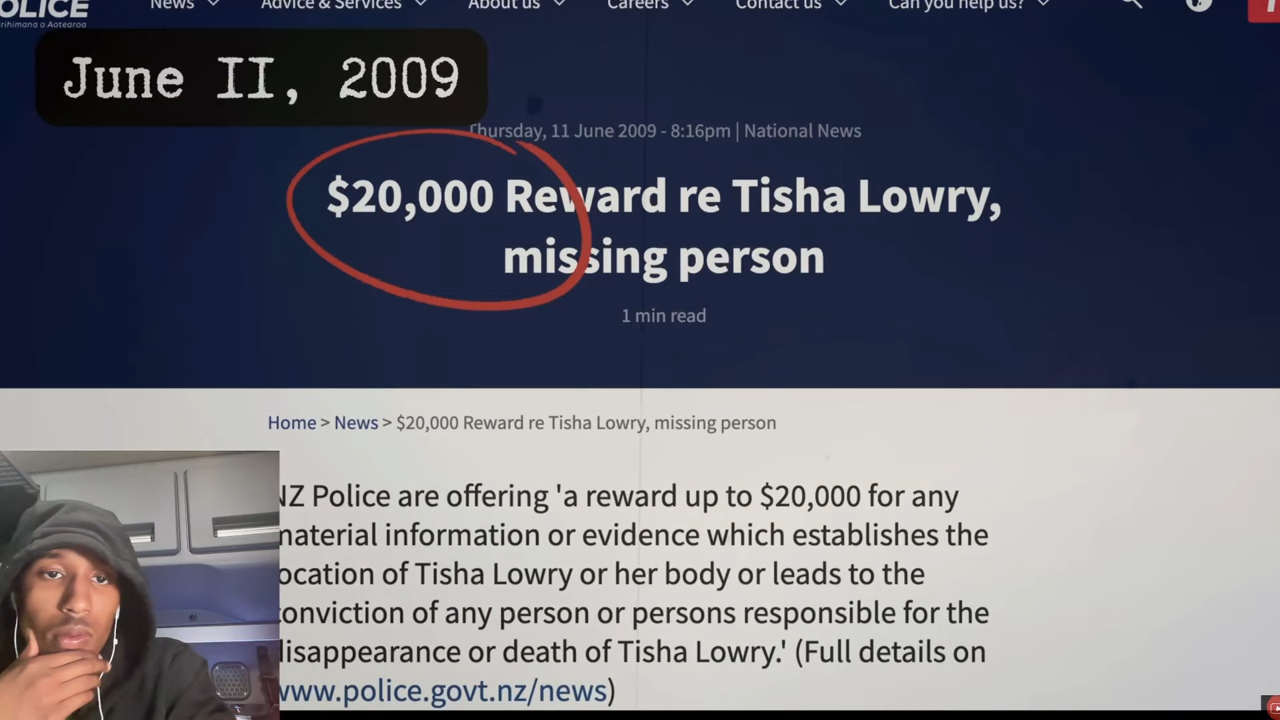 News Advice & Services About us Careers Contact us Can you help us?
June II, 2009
Thursday, 11 June 2009 - 8:16pm | National News
$20,000 Reward re Tisha Lowry,
missing person
1 min read
Home > News > $20,000 Reward re Tisha Lowry, missing person
NZ Police are offering 'a reward up to $20,000 for any
material information or evidence which establishes the
location of Tisha Lowry or her body or leads to the
conviction of any person or persons responsible for the
disappearance or death of Tisha Lowry.' (Full details on
www.police.govt.nz/news)